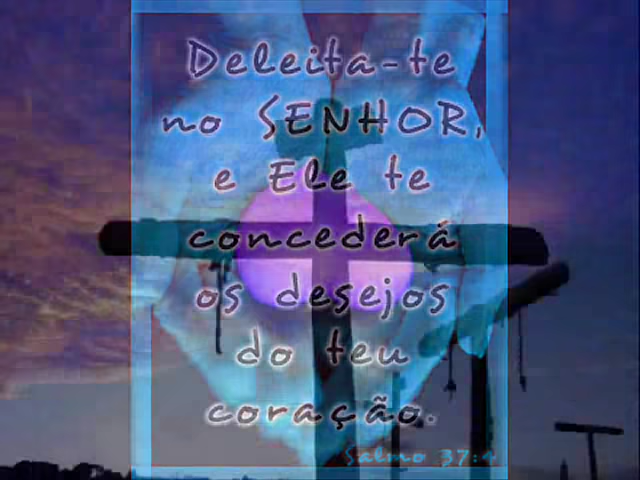 Deleita-te
no SENHOR,
e Ele te
concederá
os desejos
do teu
coração.
Salmo 37:4